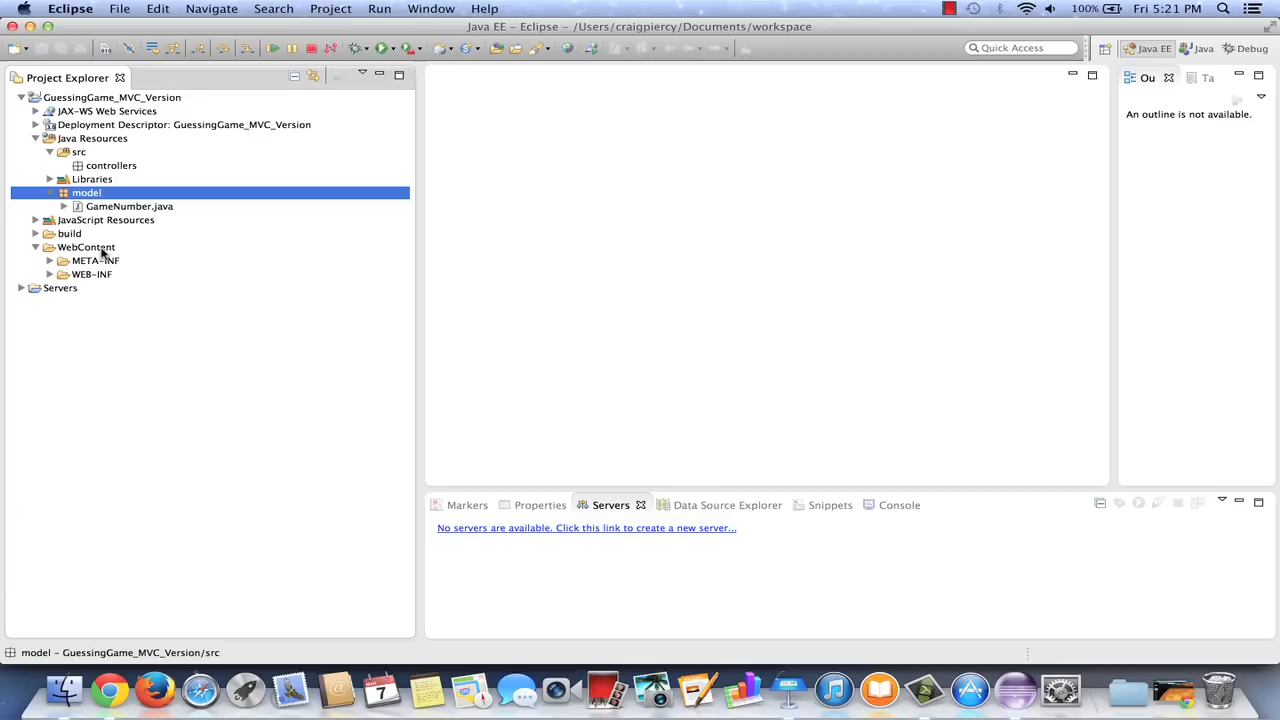 Eclipse File Edit Navigate Search Project Run Window Help 100% Fri 5:21 PM
Java EE – Eclipse – /Users/craigpiercy/Documents/workspace
Quick Access Java EE Java Debug
Project Explorer
GuessingGame_MVC_Version
JAX-WS Web Services
Deployment Descriptor: GuessingGame_MVC_Version
Java Resources
src
controllers
Libraries
model
GameNumber.java
JavaScript Resources
build
WebContent
META-INF
WEB-INF
Servers
Ou Ta
An outline is not available.
Markers Properties Servers Data Source Explorer Snippets Console
No servers are available. Click this link to create a new server...
model – GuessingGame_MVC_Version/src